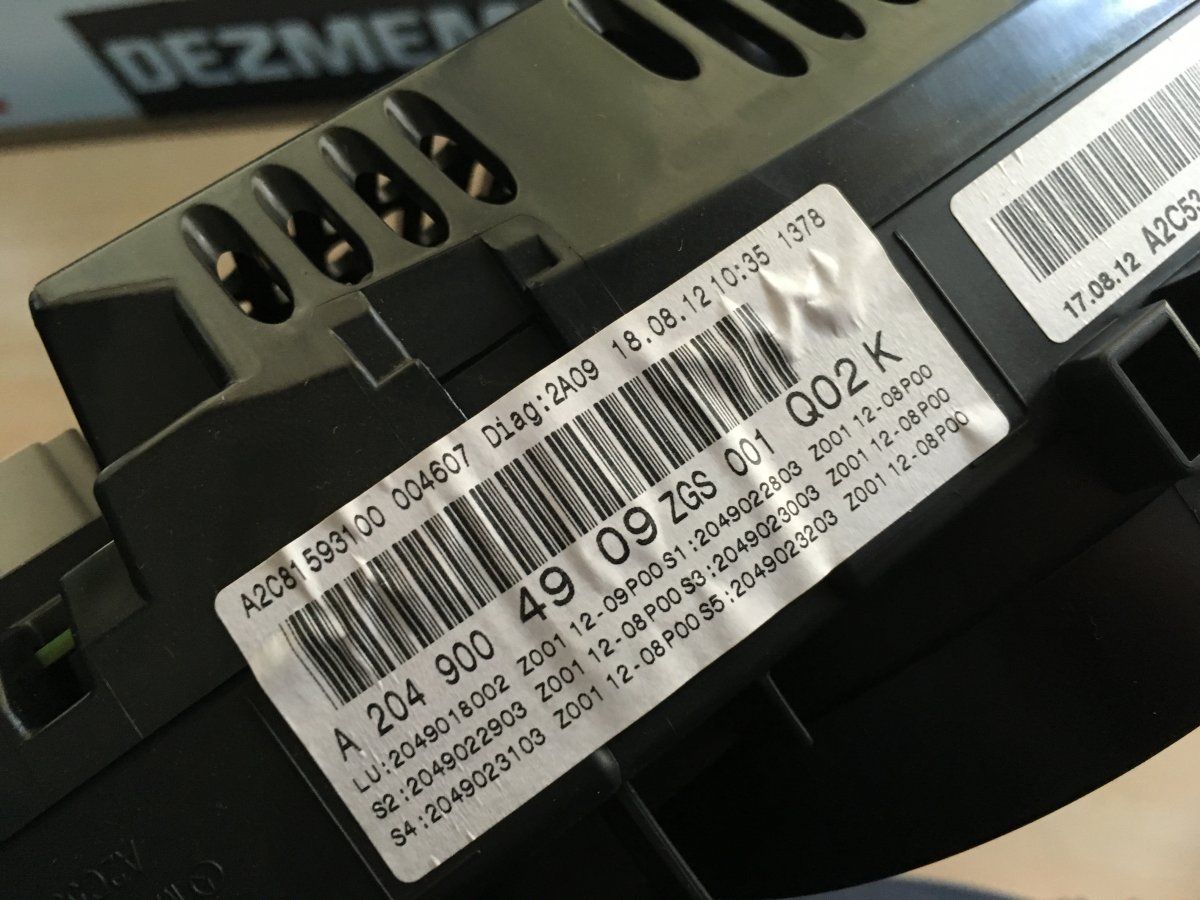 DEZMEM
A2C81593100 004607 Diag:2A09 18.08.12 10:35 1378
A 204 900 49 09 ZGS 001 Q02 K
LU:2049018002 Z001 12-09P00 S1:2049022803 Z001 12-08P00
S2:2049022903 Z001 12-08P00 S3:2049023003 Z001 12-08P00
S4:2049023103 Z001 12-08P00 S5:2049023203 Z001 12-08P00
17.08.12 A2C53